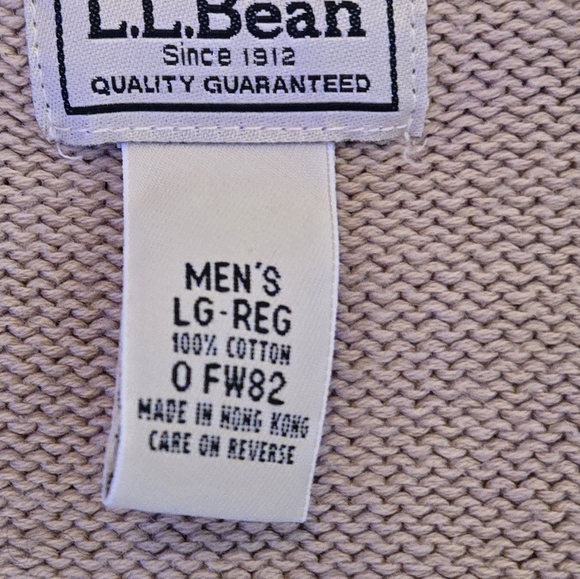 L.L.Bean
Since 1912
QUALITY GUARANTEED
MEN'S
LG-REG
100% COTTON
0 FW82
MADE IN HONG KONG
CARE ON REVERSE